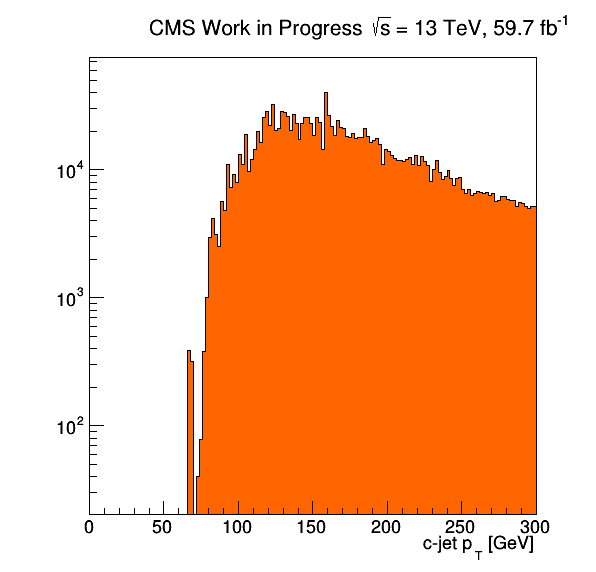 CMS Work in Progress √s = 13 TeV, 59.7 fb⁻¹
10⁴
10³
10²
0 50 100 150 200 250 300
c-jet p_T [GeV]